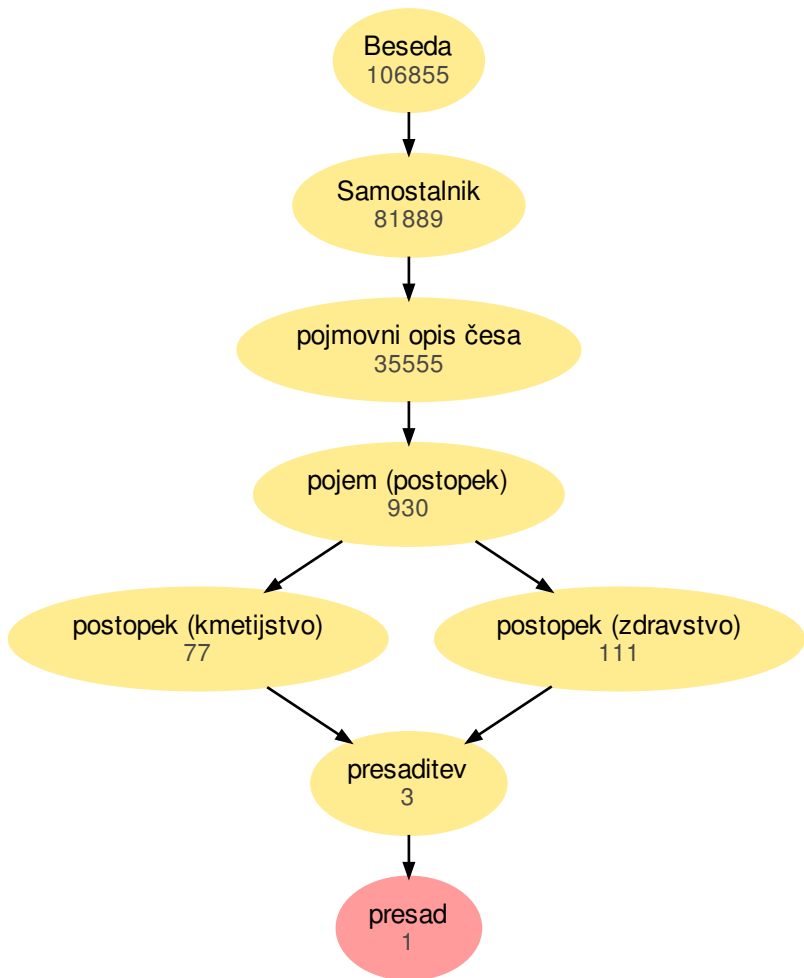 Beseda
106855
Samostalnik
81889
pojmovni opis česa
35555
pojem (postopek)
930
postopek (kmetijstvo)
77
postopek (zdravstvo)
111
presaditev
3
presad
1